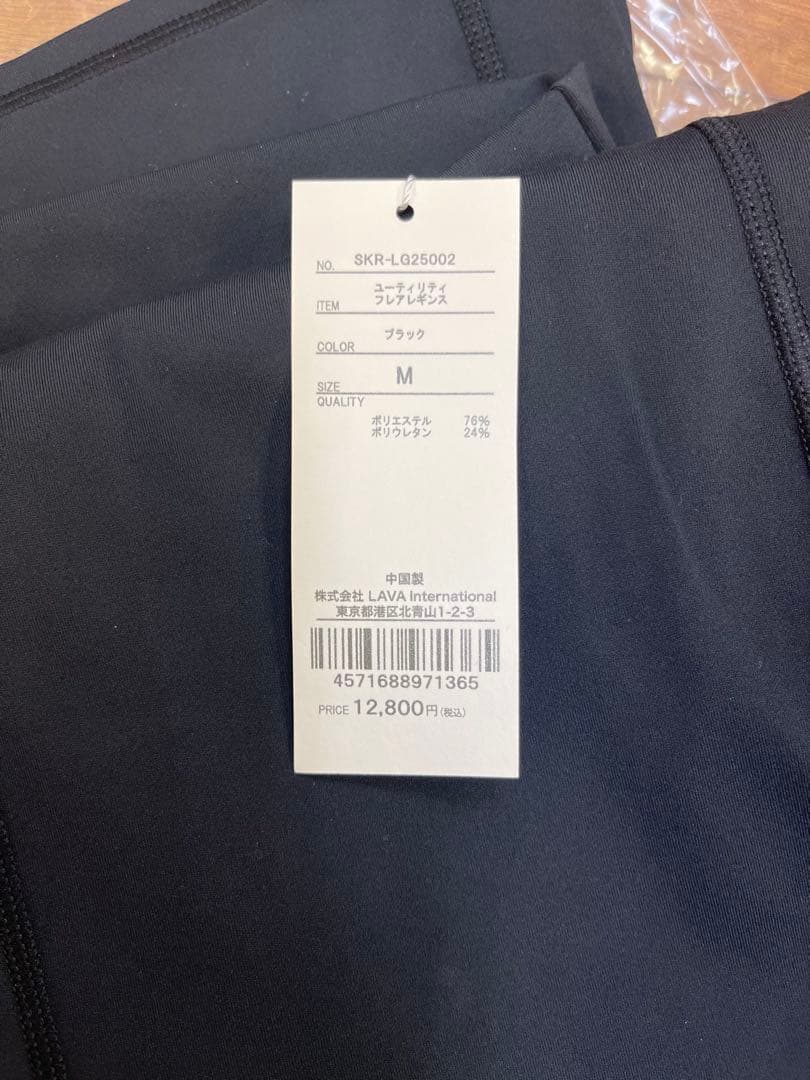 NO. SKR-LG25002
ITEM ユーティリティ
フレアレギンス
COLOR ブラック
SIZE M
QUALITY
ポリエステル 76%
ポリウレタン 24%
中国製
株式会社 LAVA International
東京都港区北青山1-2-3
4571688971365
PRICE 12,800円(税込)